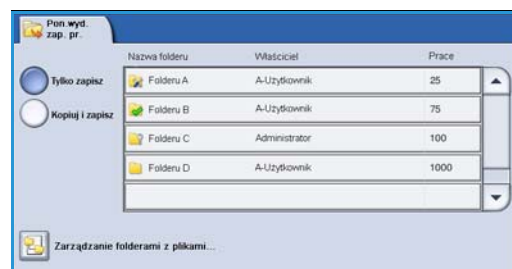 Pon.wyd.
zap. pr.
Nazwa folderu Właściciel Prace
Tylko zapisz
Kopiuj i zapisz
Folderu A A-Użytkownik 25
Folderu B A-Użytkownik 75
Folderu C Administrator 100
Folderu D A-Użytkownik 1000
Zarządzanie folderami z plikami...